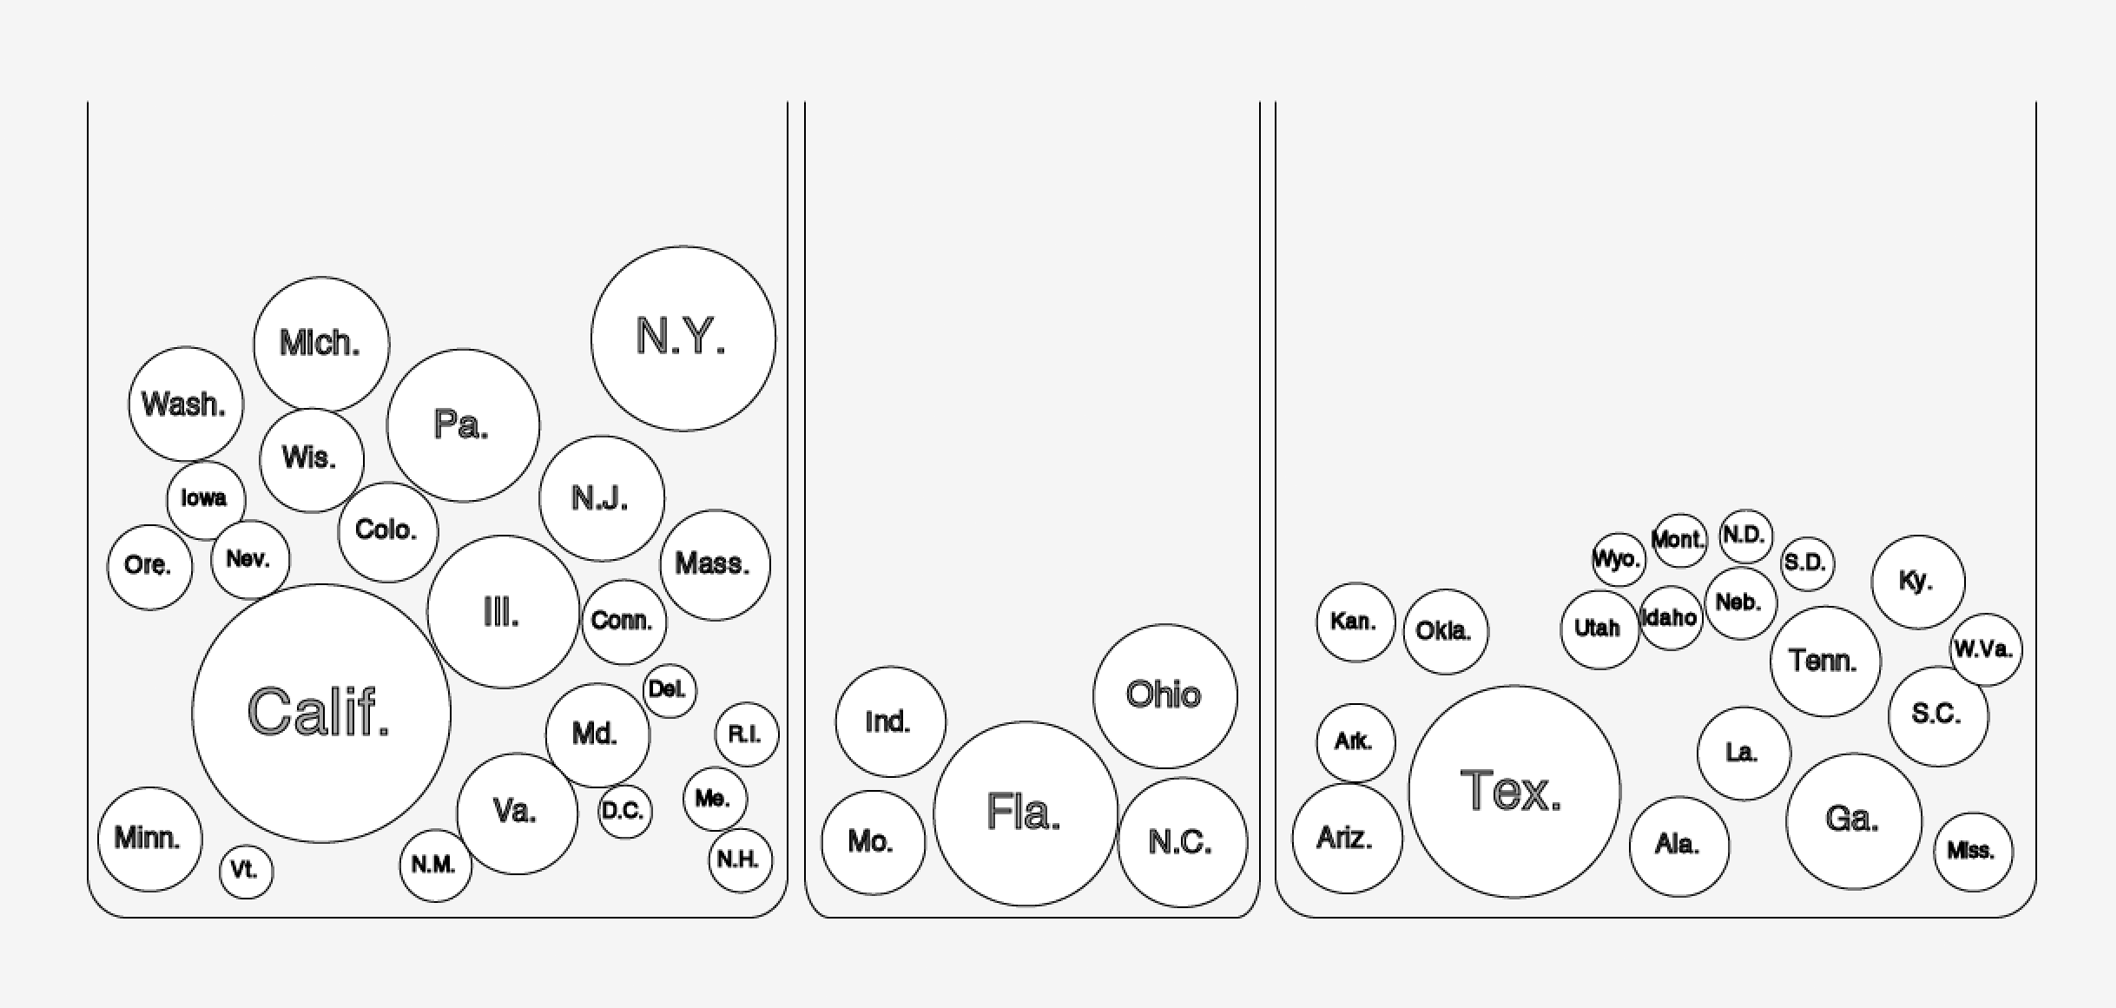 N.Y.
Mich.
Wash.
Pa.
Wis.
Iowa
N.J.
Colo.
Ore.
Nev.
Mass.
Ill.
Conn.
Del.
Calif.
Md.
R.I.
Me.
Va.
D.C.
Minn.
Vt.
N.M.
N.H.
Ohio
Ind.
Fla.
Mo.
N.C.
Wyo.
Mont.
N.D.
S.D.
Ky.
Kan.
Okla.
Utah
Idaho
Neb.
Tenn.
W.Va.
S.C.
Ark.
La.
Tex.
Ariz.
Ala.
Ga.
Miss.